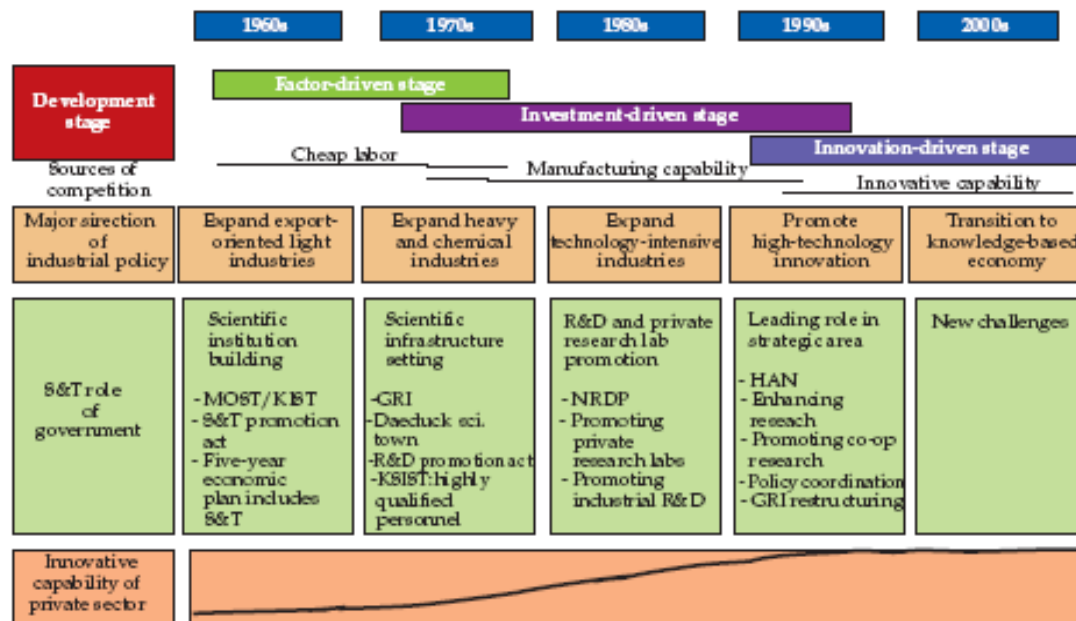 1960s
1970s
1980s
1990s
2000s
Development
stage
Factor-driven stage
Investment-driven stage
Innovation-driven stage
Sources of
competition
Cheap labor
Manufacturing capability
Innovative capability
Major sirection
of
industrial policy
Expand export-
oriented light
industries
Expand heavy
and chemical
industries
Expand
technology-intensive
industries
Promote
high-technology
innovation
Transition to
knowledge-based
economy
S&T role
of
government
Scientific
institution
building
- MOST/KIST
- S&T promotion
act
- Five-year
economic
plan includes
S&T
Scientific
infrastructure
setting
-GRI
-Daeduck sci.
town
-R&D promotion act
-KSIST:highly
qualified
personnel
R&D and private
research lab
promotion
- NRDP
- Promoting
private
research labs
- Promoting
industrial R&D
Leading role in
strategic area
- HAN
- Enhancing
reseach
- Promoting co-op
research
- Policy coordination
- GRI restructuring
New challenges
Innovative
capability of
private sector